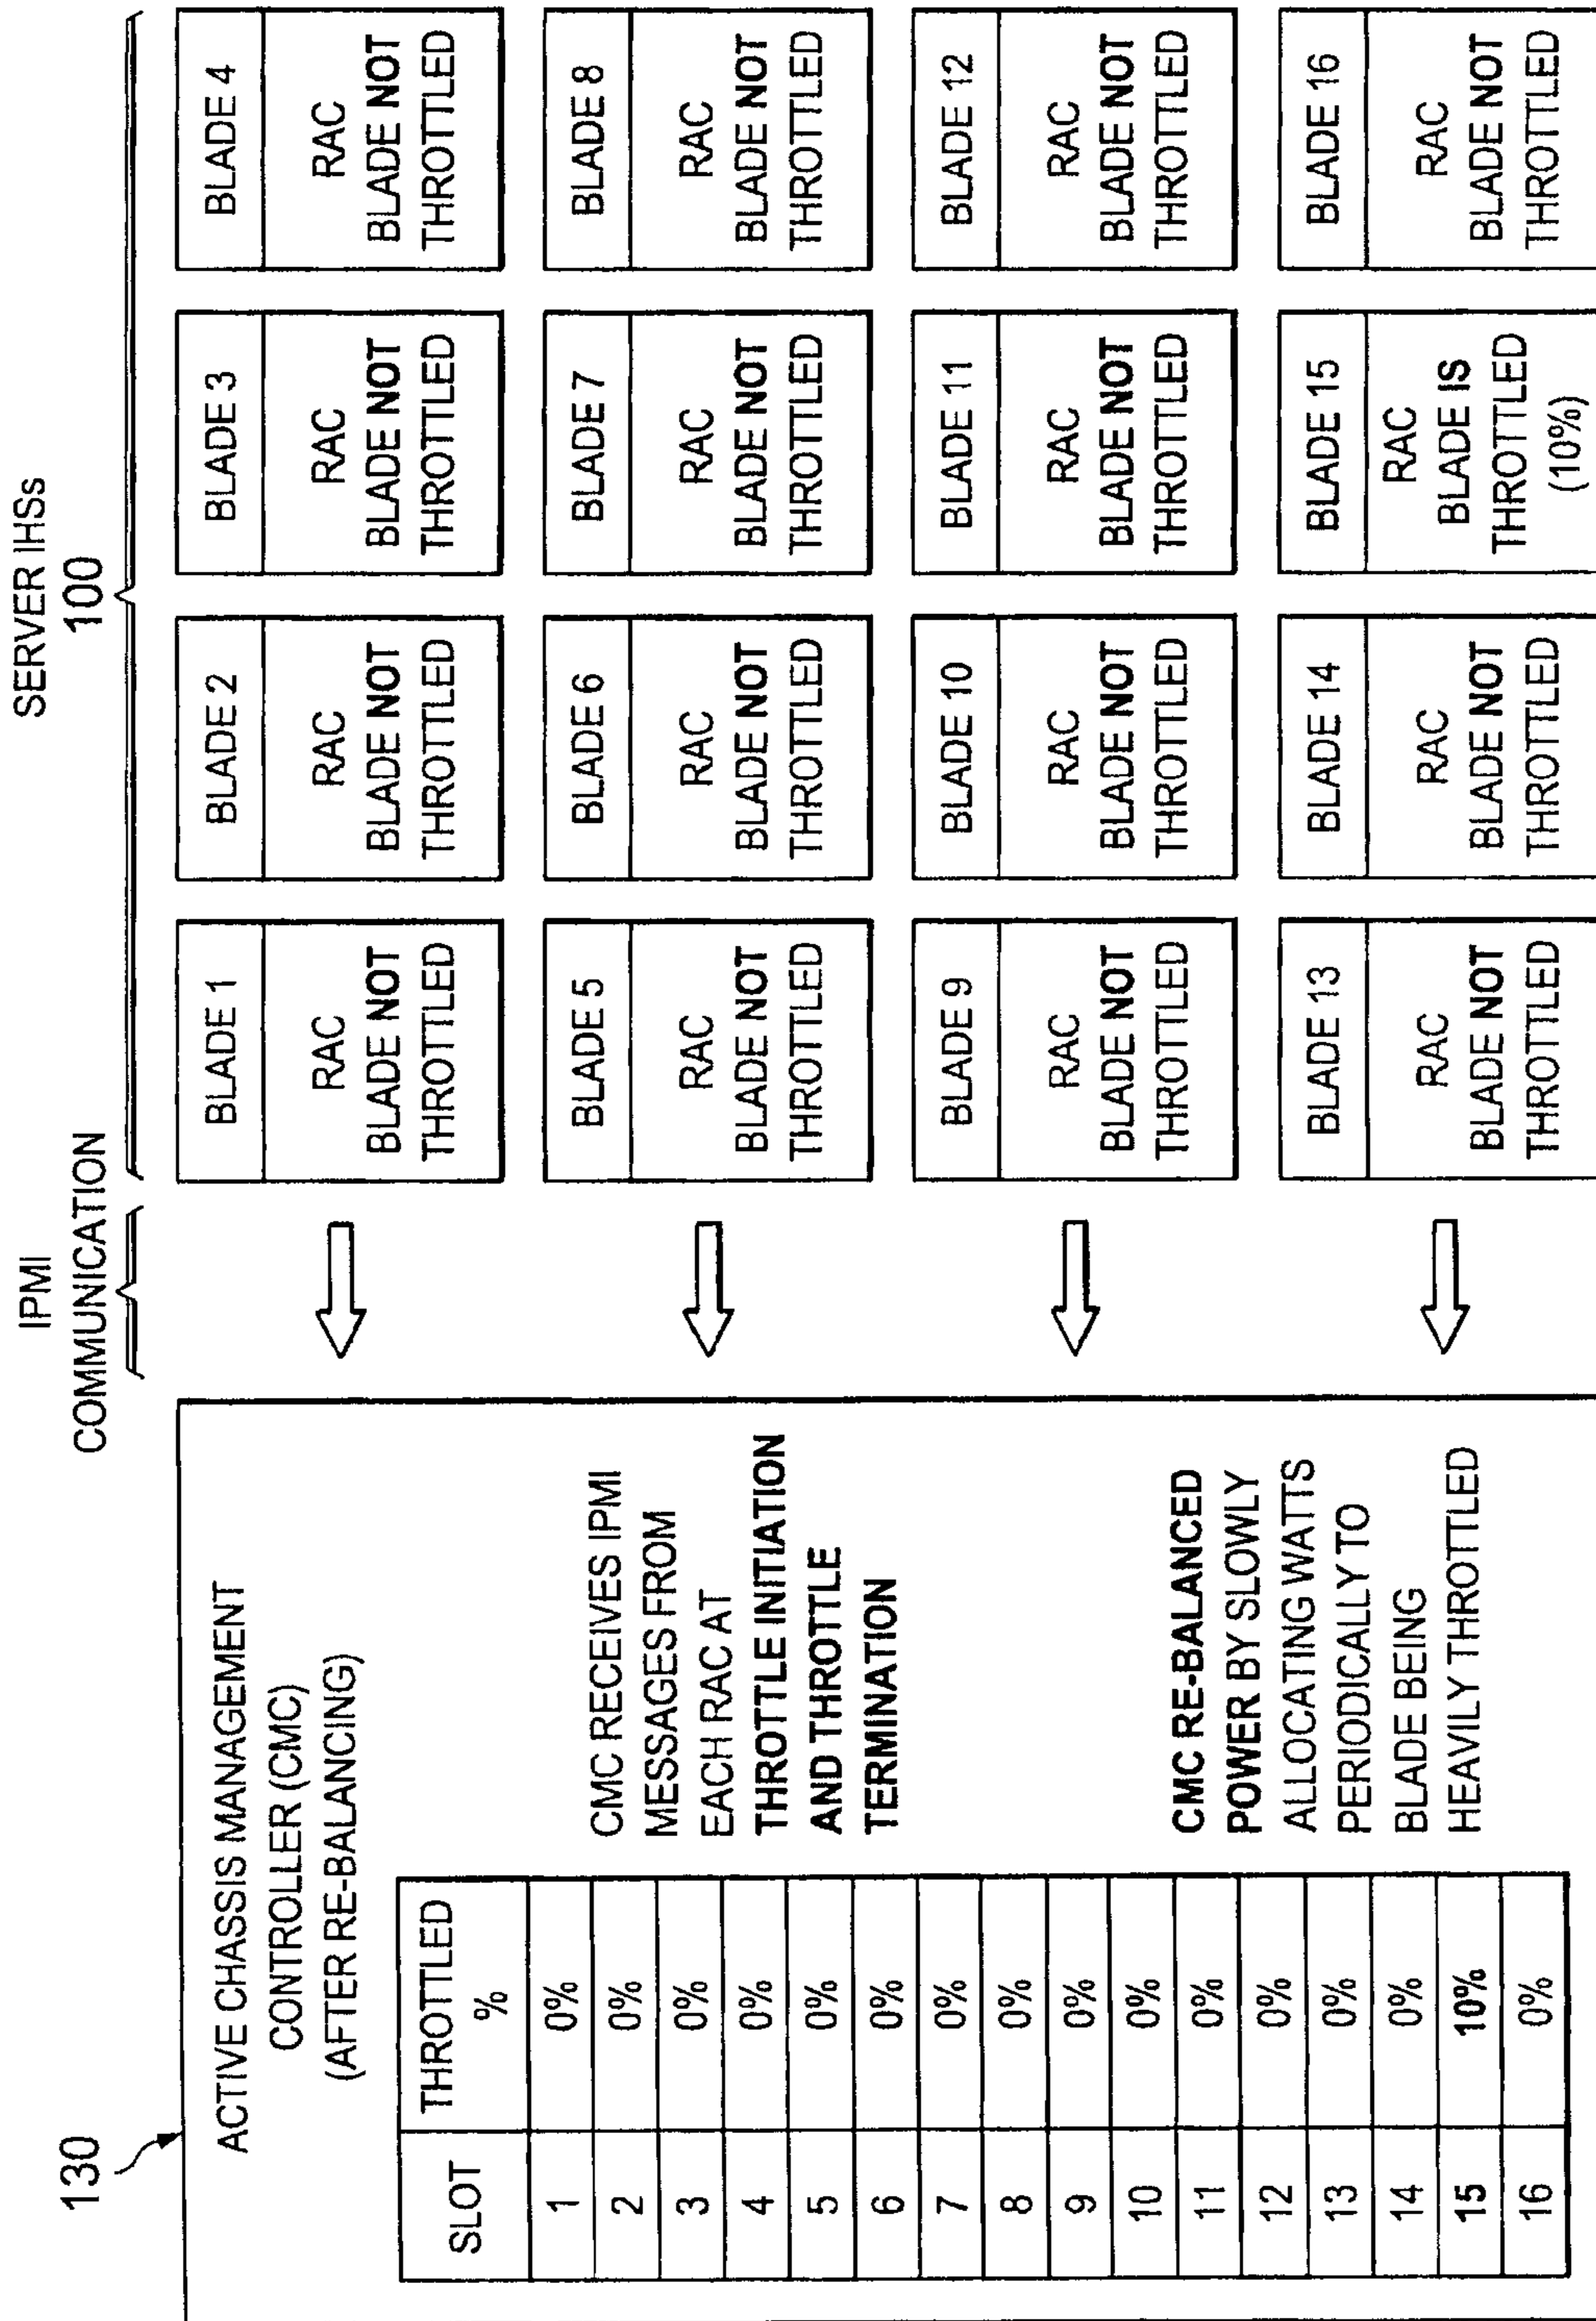 130
ACTIVE CHASSIS MANAGEMENT
CONTROLLER (CMC)
(AFTER RE-BALANCING)
SLOT THROTTLED %
1 0%
2 0%
3 0%
4 0%
5 0%
6 0%
7 0%
8 0%
9 0%
10 0%
11 0%
12 0%
13 0%
14 0%
15 10%
16 0%
CMC RECEIVES IPMI
MESSAGES FROM
EACH RAC AT
THROTTLE INITIATION
AND THROTTLE
TERMINATION
CMC RE-BALANCED
POWER BY SLOWLY
ALLOCATING WATTS
PERIODICALLY TO
BLADE BEING
HEAVILY THROTTLED
IPMI
COMMUNICATION
SERVER IHSs
100
BLADE 1
RAC
BLADE NOT
THROTTLED
BLADE 2
RAC
BLADE NOT
THROTTLED
BLADE 3
RAC
BLADE NOT
THROTTLED
BLADE 4
RAC
BLADE NOT
THROTTLED
BLADE 5
RAC
BLADE NOT
THROTTLED
BLADE 6
RAC
BLADE NOT
THROTTLED
BLADE 7
RAC
BLADE NOT
THROTTLED
BLADE 8
RAC
BLADE NOT
THROTTLED
BLADE 9
RAC
BLADE NOT
THROTTLED
BLADE 10
RAC
BLADE NOT
THROTTLED
BLADE 11
RAC
BLADE NOT
THROTTLED
BLADE 12
RAC
BLADE NOT
THROTTLED
BLADE 13
RAC
BLADE NOT
THROTTLED
BLADE 14
RAC
BLADE NOT
THROTTLED
BLADE 15
RAC
BLADE IS
THROTTLED
(10%)
BLADE 16
RAC
BLADE NOT
THROTTLED